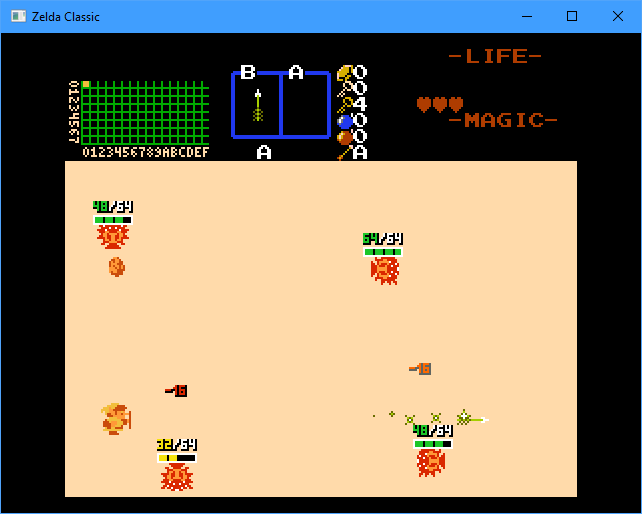 Zelda Classic
-LIFE-
B A
0
0
4
0
0
A
A
-MAGIC-
01234567
0123456789ABCDEF
48/64
64/64
-16
-16
32/64
48/64